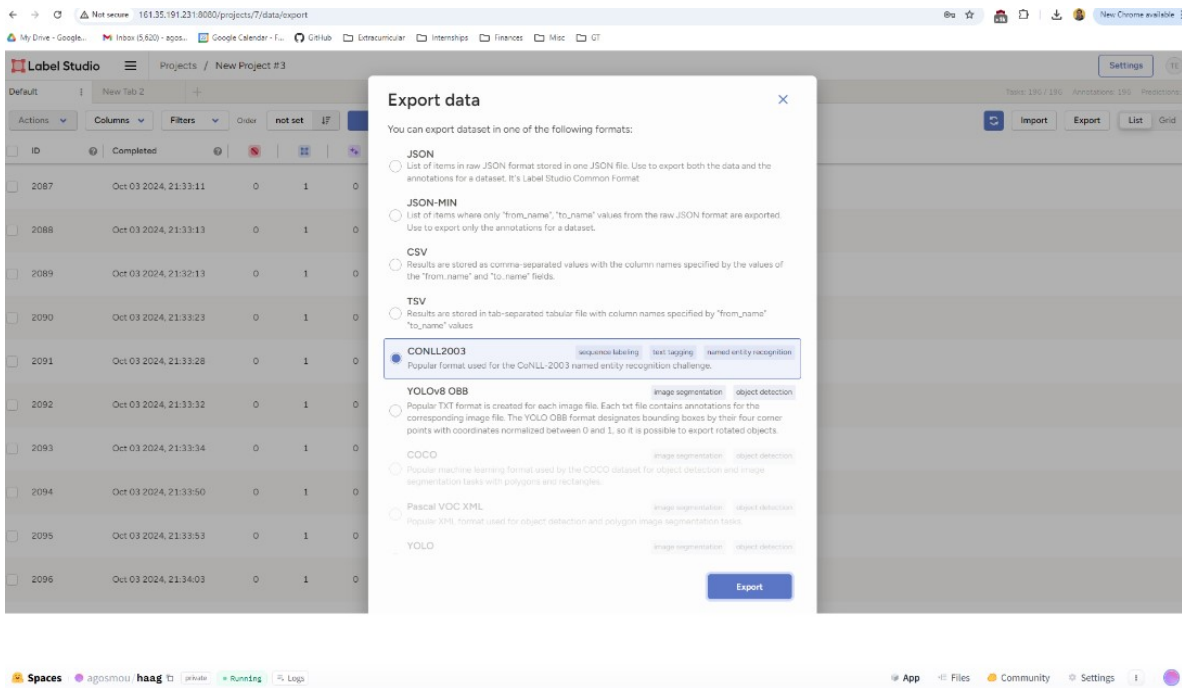 Not secure 161.35.191.231:8080/projects/7/data/export New Chrome available
My Drive - Google... Inbox (5,620) - agos... Google Calendar - F... GitHub Extracurricular Internships Finances Misc GT
Label Studio Projects / New Project #3 Settings
Default New Tab 2 Tasks: 196 / 196 Annotations: 196 Predictions:
Actions Columns Filters Order not set Import Export List Grid
ID Completed
2087 Oct 03 2024, 21:33:11 0 1 0
2088 Oct 03 2024, 21:33:13 0 1 0
2089 Oct 03 2024, 21:32:13 0 1 0
2090 Oct 03 2024, 21:33:23 0 1 0
2091 Oct 03 2024, 21:33:28 0 1 0
2092 Oct 03 2024, 21:33:32 0 1 0
2093 Oct 03 2024, 21:33:34 0 1 0
2094 Oct 03 2024, 21:33:50 0 1 0
2095 Oct 03 2024, 21:33:53 0 1 0
2096 Oct 03 2024, 21:34:03 0 1 0
Export data
You can export dataset in one of the following formats:
JSON
List of items in raw JSON format stored in one JSON file. Use to export both the data and the
annotations for a dataset. It's Label Studio Common Format
JSON-MIN
List of items where only "from_name", "to_name" values from the raw JSON format are exported.
Use to export only the annotations for a dataset.
CSV
Results are stored as comma-separated values with the column names specified by the values of
the "from_name" and "to_name" fields.
TSV
Results are stored in tab-separated tabular file with column names specified by "from_name"
"to_name" values
CONLL2003 sequence labeling text tagging named entity recognition
Popular format used for the CoNLL-2003 named entity recognition challenge.
YOLOv8 OBB image segmentation object detection
Popular TXT format is created for each image file. Each txt file contains annotations for the
corresponding image file. The YOLO OBB format designates bounding boxes by their four corner
points with coordinates normalized between 0 and 1, so it is possible to export rotated objects.
COCO image segmentation object detection
Popular machine learning format used by the COCO dataset for object detection and image
segmentation tasks with polygons and rectangles.
Pascal VOC XML image segmentation object detection
Popular XML format used for object detection and polygon image segmentation tasks.
YOLO image segmentation object detection
Export
Spaces agosmou/haag private Running Logs App Files Community Settings